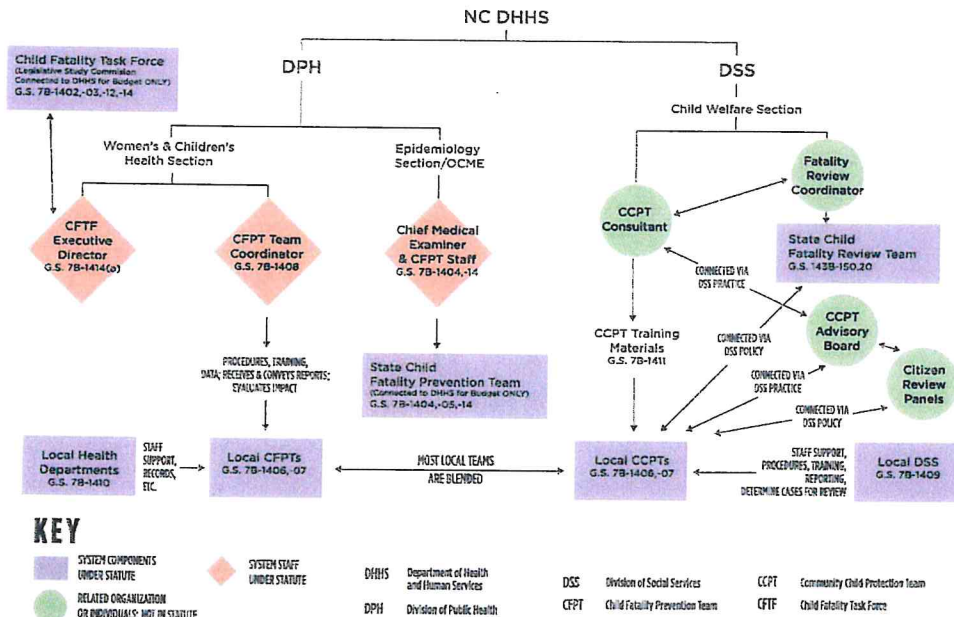 NC DHHS
Child Fatality Task Force
(Legislative Study Commission
Connected to DHHS for Budget ONLY)
G.S. 7B-1402,-03,-12,-14
DPH
DSS
Child Welfare Section
Women's & Children's
Health Section
Epidemiology
Section/OCME
Fatality
Review
Coordinator
CCPT
Consultant
CFTF
Executive
Director
G.S. 7B-1414(a)
CFPT Team
Coordinator
G.S. 7B-1408
Chief Medical
Examiner
& CFPT Staff
G.S. 7B-1404,-14
State Child
Fatality Review Team
G.S. 143B-150.20
CONNECTED VIA
DSS PRACTICE
CCPT
Advisory
Board
CCPT Training
Materials
G.S. 7B-1411
CONNECTED VIA
DSS POLICY
PROCEDURES, TRAINING,
DATA; RECEIVES & CONVEYS REPORTS;
EVALUATES IMPACT
State Child
Fatality Prevention Team
(Connected to DHHS for Budget ONLY)
G.S. 7B-1404,-05,-14
CONNECTED VIA
DSS PRACTICE
Citizen
Review
Panels
CONNECTED VIA
DSS POLICY
Local Health
Departments
G.S. 7B-1410
STAFF
SUPPORT,
RECORDS,
ETC.
Local CFPTs
G.S. 7B-1406,-07
MOST LOCAL TEAMS
ARE BLENDED
Local CCPTs
G.S. 7B-1406,-07
STAFF SUPPORT,
PROCEDURES, TRAINING,
REPORTING,
DETERMINE CASES FOR REVIEW
Local DSS
G.S. 7B-1409
KEY
SYSTEM COMPONENTS
UNDER STATUTE
SYSTEM STAFF
UNDER STATUTE
RELATED ORGANIZATION
OR INDIVIDUALS; NOT IN STATUTE
DHHS Department of Health
and Human Services
DPH Division of Public Health
DSS Division of Social Services
CFPT Child Fatality Prevention Team
CCPT Community Child Protection Team
CFTF Child Fatality Task Force